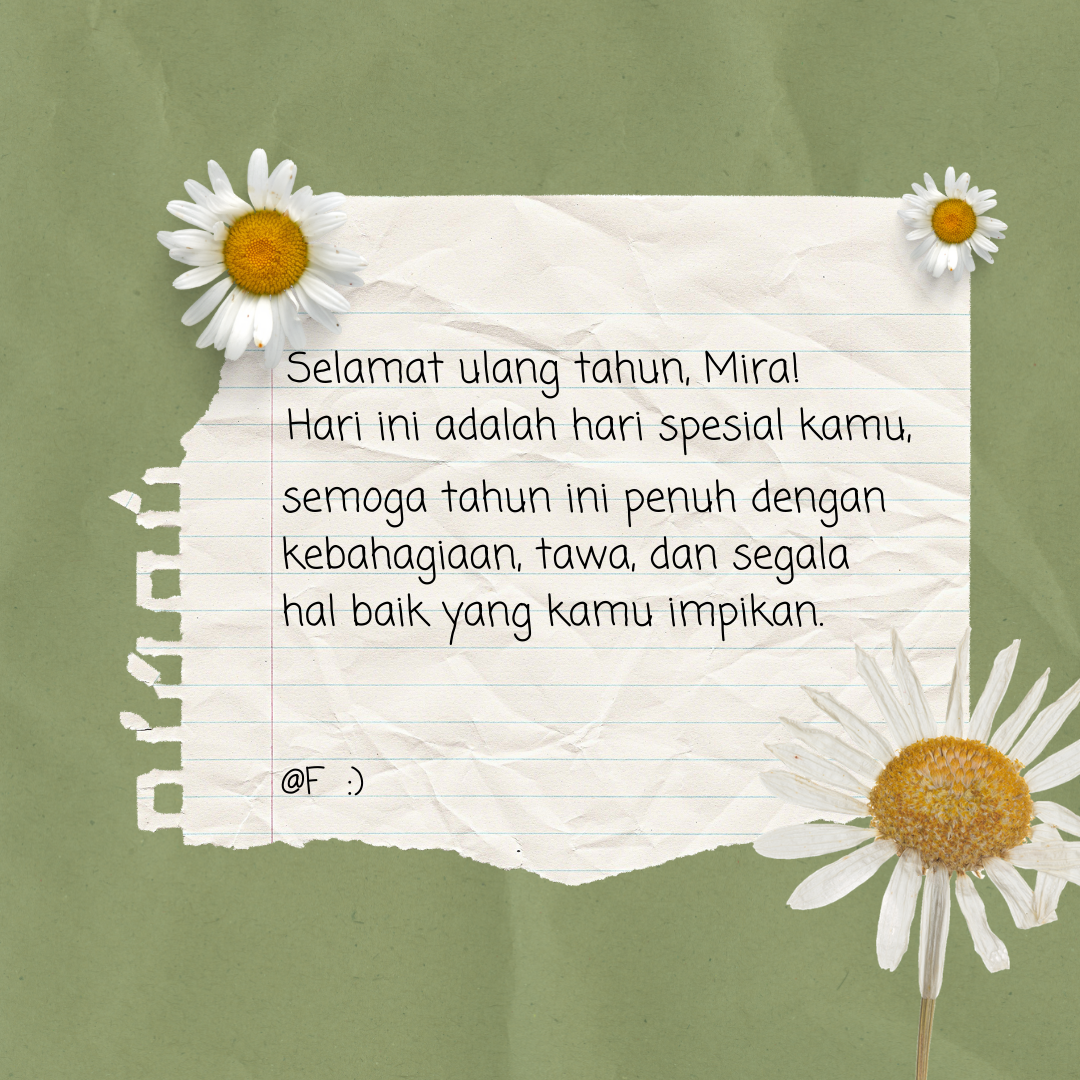 Selamat ulang tahun, Mira!
Hari ini adalah hari spesial kamu,
semoga tahun ini penuh dengan
kebahagiaan, tawa, dan segala
hal baik yang kamu impikan.
@F :)